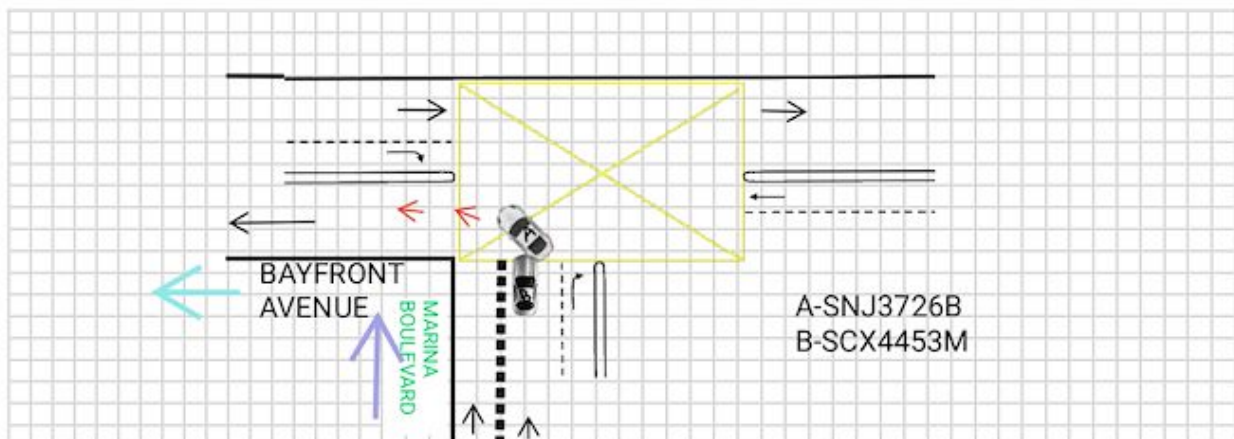 BAYFRONT
AVENUE
MARINA
BOULEVARD
A-SNJ3726B
B-SCX4453M
A
B